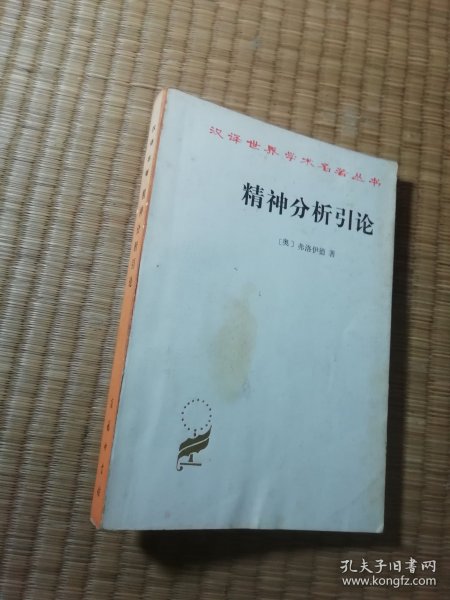 汉译世界学术名著丛书
精神分析引论
〔奥〕弗洛伊德 著
孔夫子旧书网
www.kongfz.com